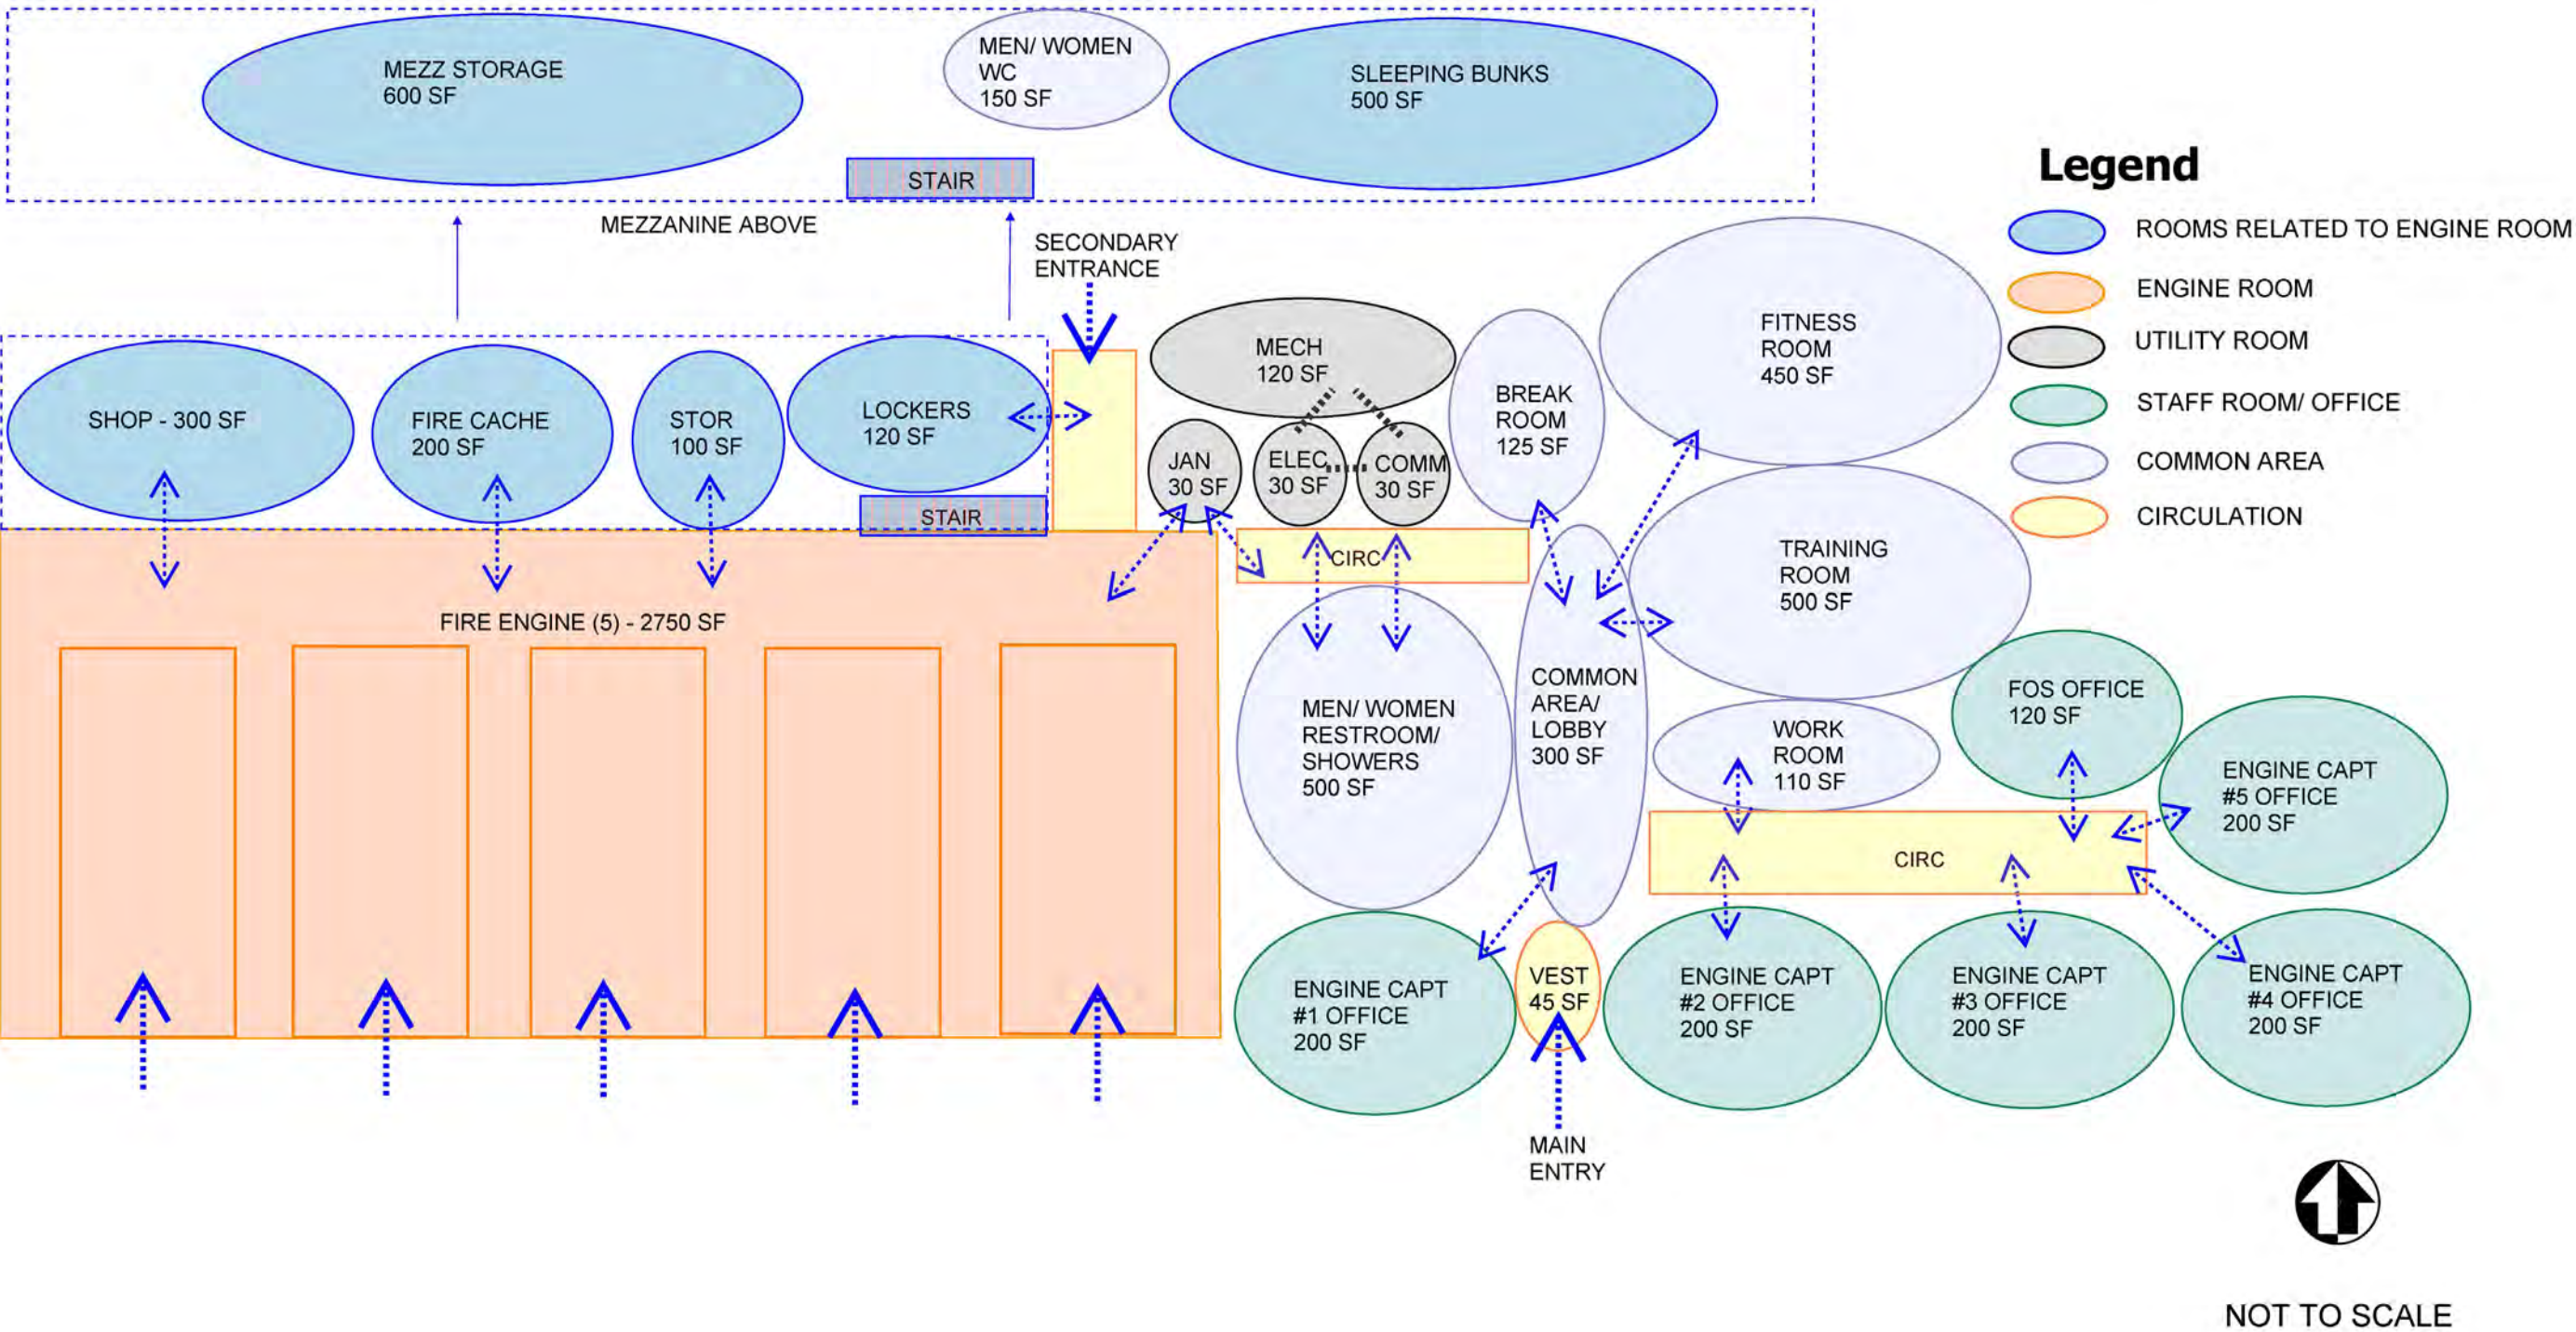 MEZZ STORAGE
600 SF
MEN/ WOMEN
WC
150 SF
SLEEPING BUNKS
500 SF
STAIR
MEZZANINE ABOVE
SECONDARY
ENTRANCE
Legend
ROOMS RELATED TO ENGINE ROOM
ENGINE ROOM
UTILITY ROOM
STAFF ROOM/ OFFICE
COMMON AREA
CIRCULATION
SHOP - 300 SF
FIRE CACHE
200 SF
STOR
100 SF
LOCKERS
120 SF
STAIR
MECH
120 SF
JAN
30 SF
ELEC
30 SF
COMM
30 SF
BREAK
ROOM
125 SF
FITNESS
ROOM
450 SF
CIRC
TRAINING
ROOM
500 SF
FIRE ENGINE (5) - 2750 SF
MEN/ WOMEN
RESTROOM/
SHOWERS
500 SF
COMMON
AREA/
LOBBY
300 SF
WORK
ROOM
110 SF
FOS OFFICE
120 SF
ENGINE CAPT
#5 OFFICE
200 SF
CIRC
ENGINE CAPT
#1 OFFICE
200 SF
VEST
45 SF
ENGINE CAPT
#2 OFFICE
200 SF
ENGINE CAPT
#3 OFFICE
200 SF
ENGINE CAPT
#4 OFFICE
200 SF
MAIN
ENTRY
NOT TO SCALE